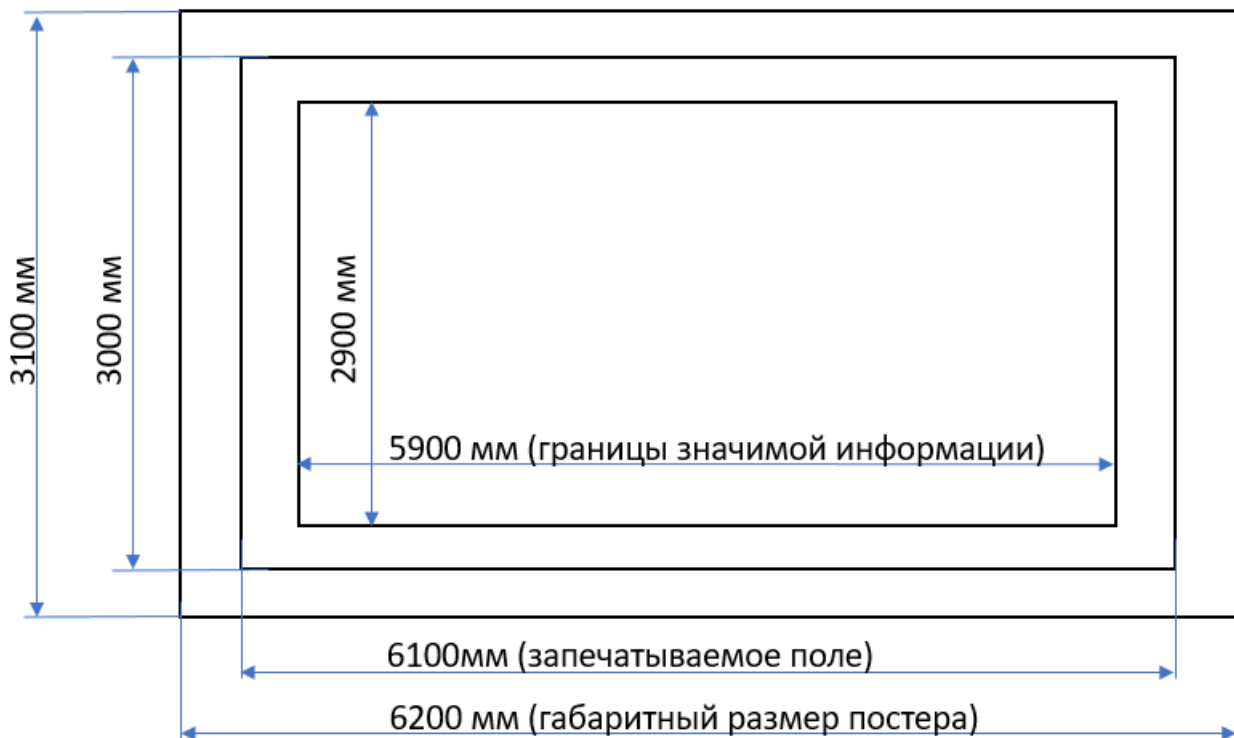 3100 мм
3000 мм
2900 мм
5900 мм (границы значимой информации)
6100мм (запечатываемое поле)
6200 мм (габаритный размер постера)